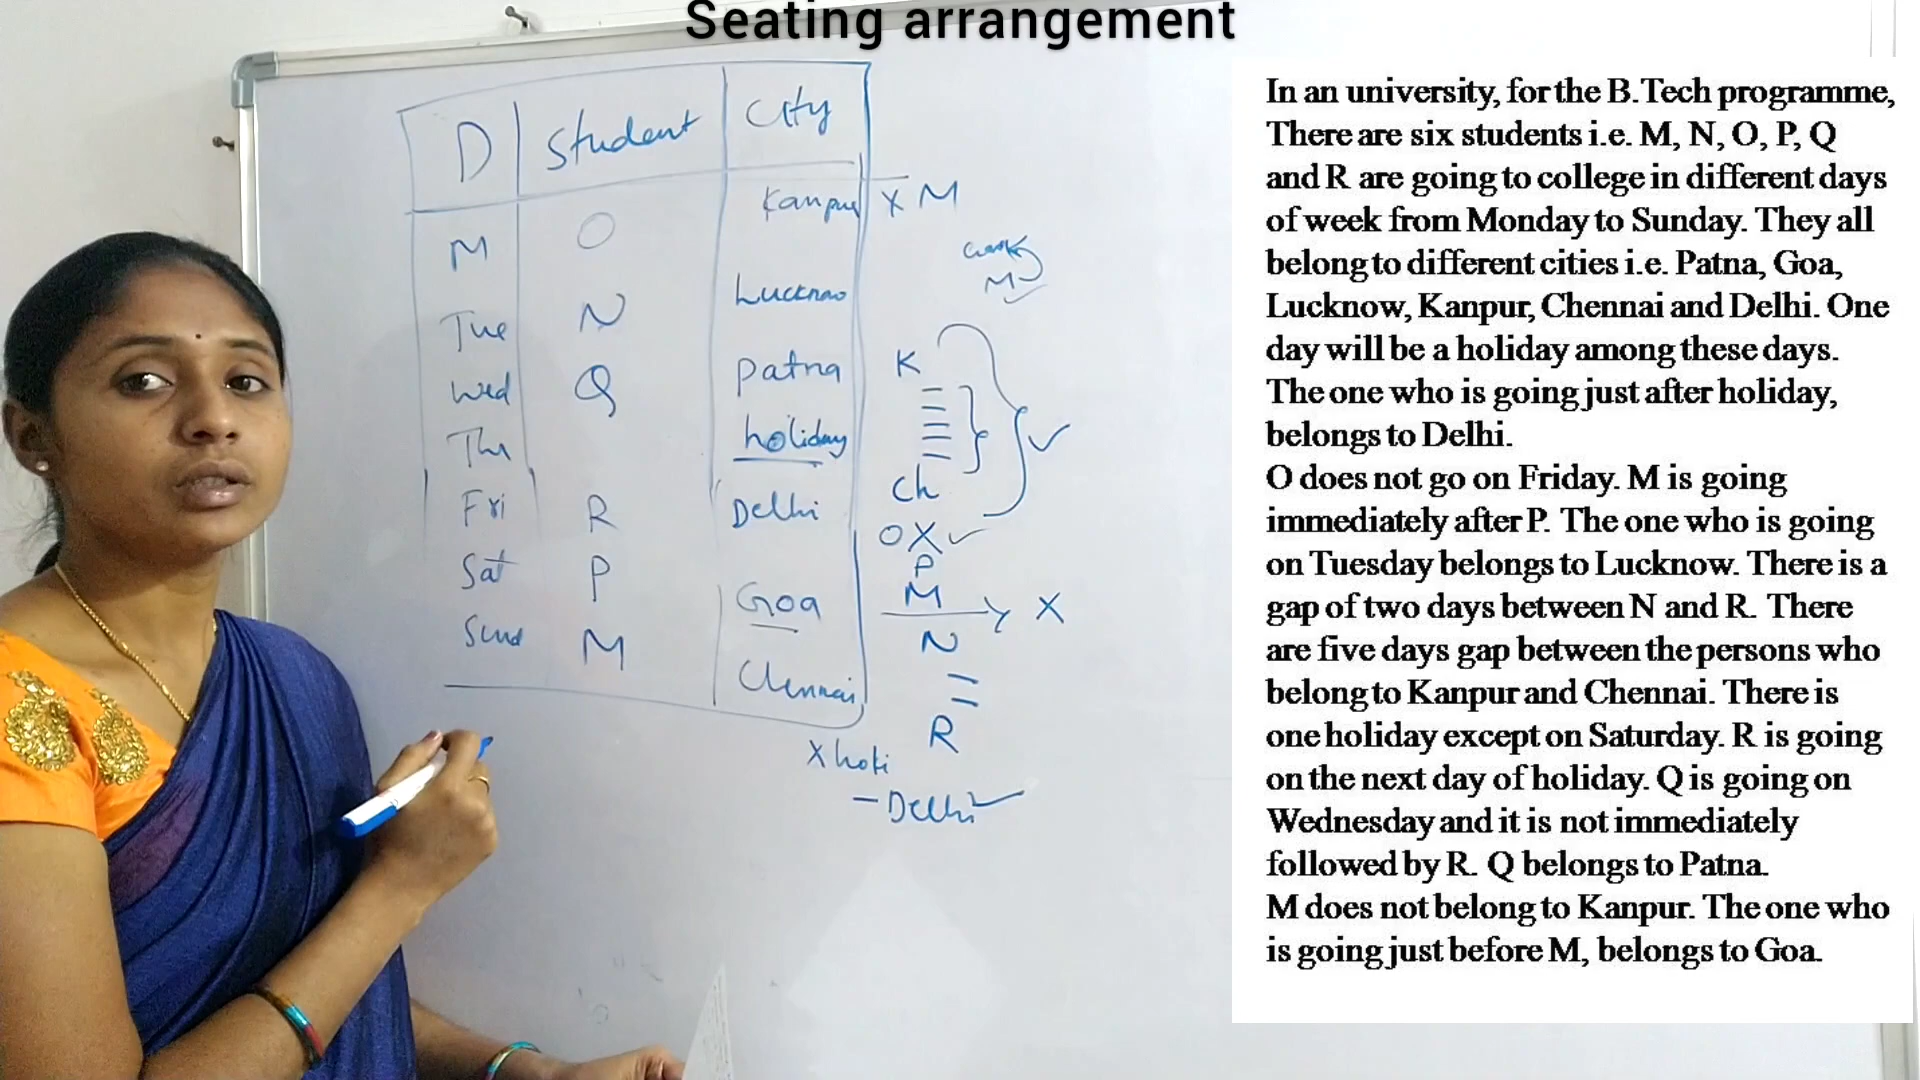 Seating arrangement
D Student City
Kanpur X M
M O
Lucknao
M
Tue N
K
Wed Q Patna
Thu holiday
Ch
Fri R Delhi
O X
P
Sat P Goa
M X
Sund M N
Chennai
R
X holi
- Delhi
In an university, for the B.Tech programme,
There are six students i.e. M, N, O, P, Q
and R are going to college in different days
of week from Monday to Sunday. They all
belong to different cities i.e. Patna, Goa,
Lucknow, Kanpur, Chennai and Delhi. One
day will be a holiday among these days.
The one who is going just after holiday,
belongs to Delhi.
O does not go on Friday. M is going
immediately after P. The one who is going
on Tuesday belongs to Lucknow. There is a
gap of two days between N and R. There
are five days gap between the persons who
belong to Kanpur and Chennai. There is
one holiday except on Saturday. R is going
on the next day of holiday. Q is going on
Wednesday and it is not immediately
followed by R. Q belongs to Patna.
M does not belong to Kanpur. The one who
is going just before M, belongs to Goa.